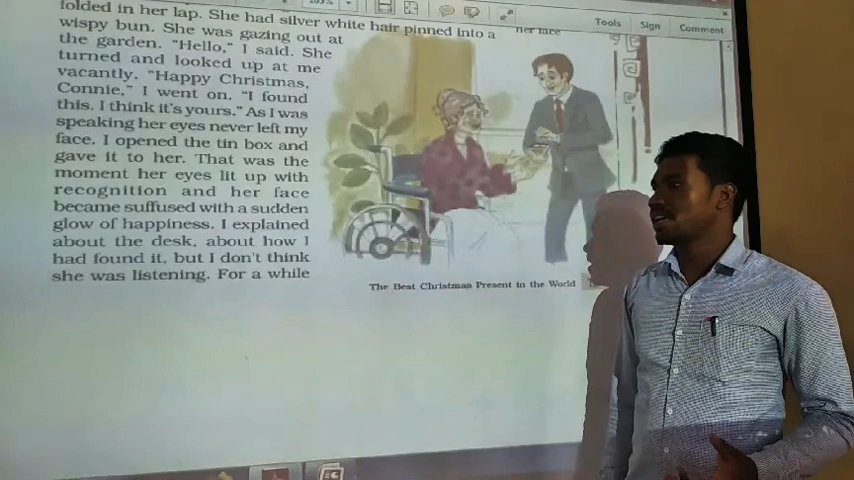 folded in her lap. She had silver white hair pinned into a
her face
Tools Sign Comment
wispy bun. She was gazing out at
the garden. "Hello," I said. She
turned and looked up at me
vacantly. "Happy Christmas,
Connie," I went on. "I found
this. I think it's yours." As I was
speaking her eyes never left my
face. I opened the tin box and
gave it to her. That was the
moment her eyes lit up with
recognition and her face
became suffused with a sudden
glow of happiness. I explained
about the desk, about how I
had found it, but I don't think
she was listening. For a while
The Best Christmas Present in the World